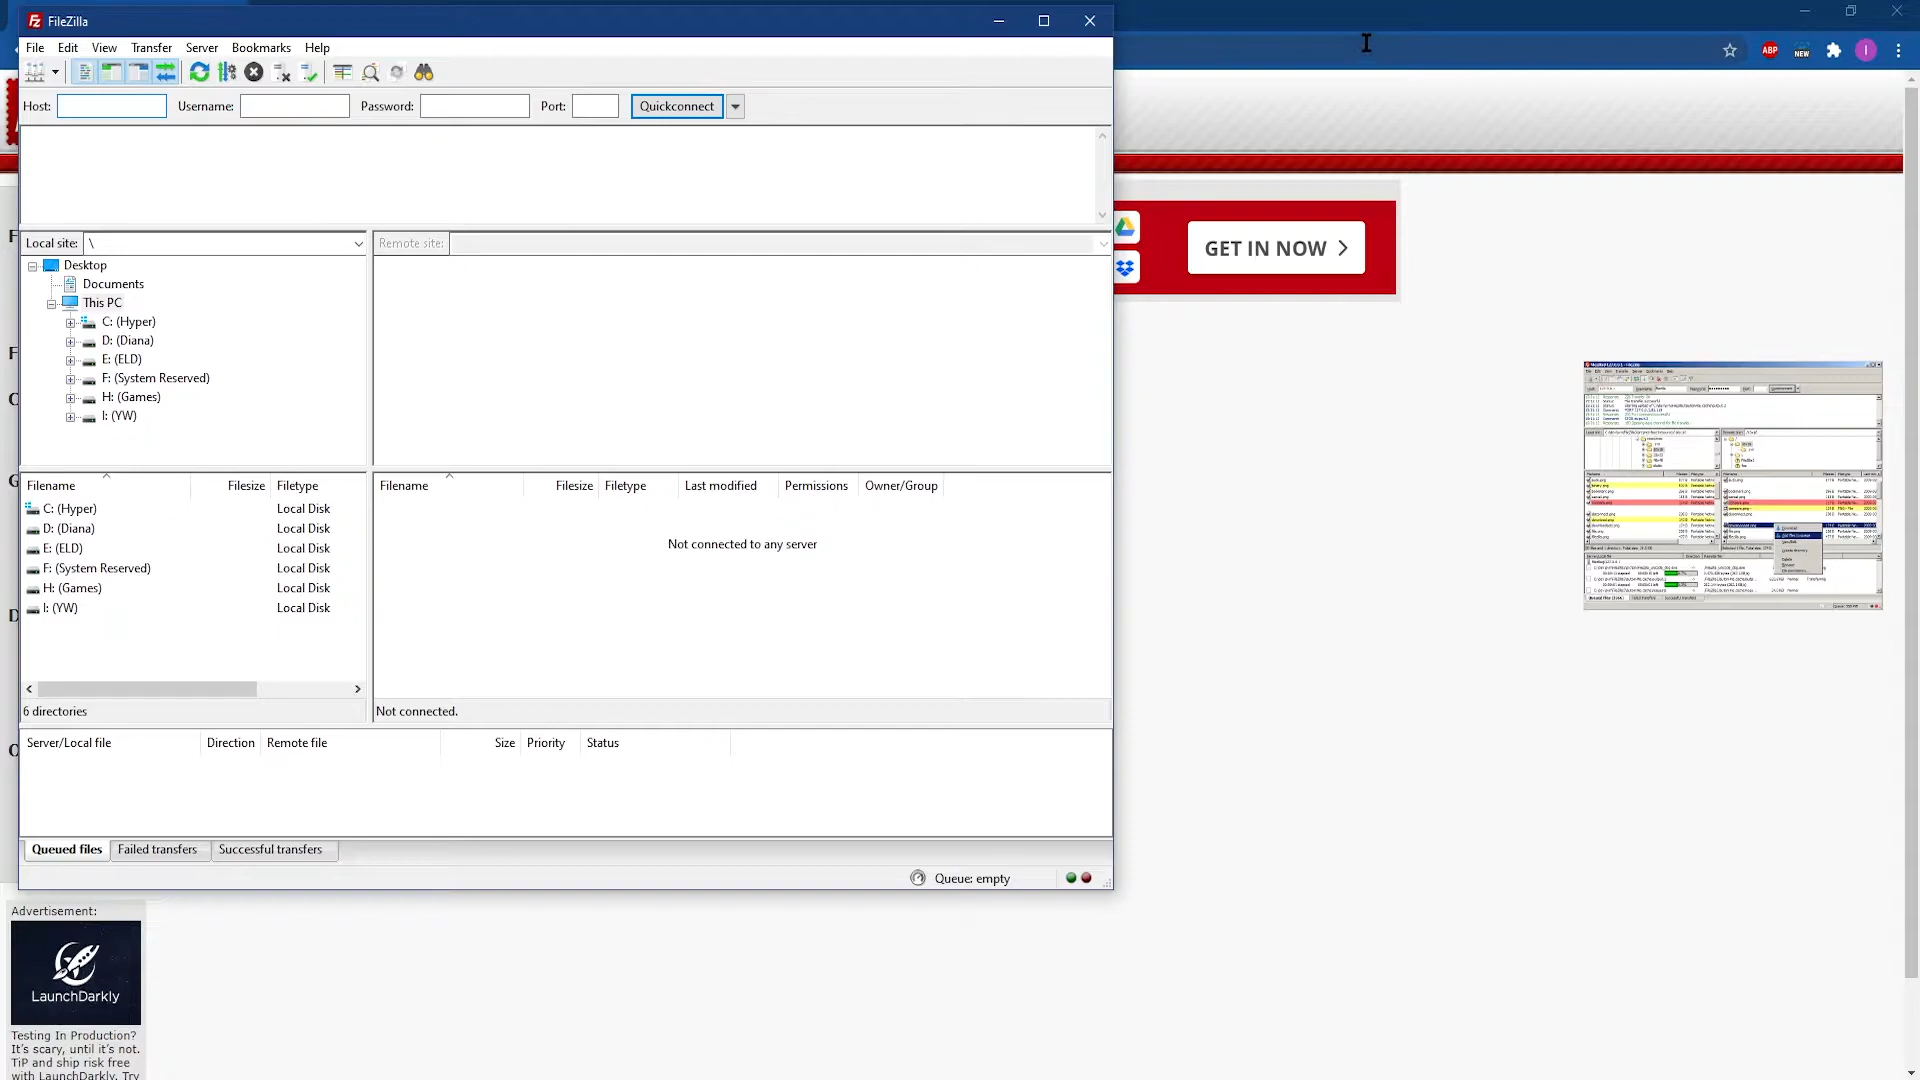 FileZilla
File Edit View Transfer Server Bookmarks Help
ABP NEW I
Host: Username: Password: Port: Quickconnect
Local site: \
Remote site:
Desktop
Documents
This PC
C: (Hyper)
D: (Diana)
E: (ELD)
F: (System Reserved)
H: (Games)
I: (YW)
GET IN NOW
Filename Filesize Filetype
C: (Hyper) Local Disk
D: (Diana) Local Disk
E: (ELD) Local Disk
F: (System Reserved) Local Disk
H: (Games) Local Disk
I: (YW) Local Disk
6 directories
Filename Filesize Filetype Last modified Permissions Owner/Group
Not connected to any server
Not connected.
Server/Local file Direction Remote file Size Priority Status
Queued files Failed transfers Successful transfers
Queue: empty
Advertisement:
LaunchDarkly
Testing In Production?
It's scary, until it's not.
TiP and ship risk free
with LaunchDarkly. Try